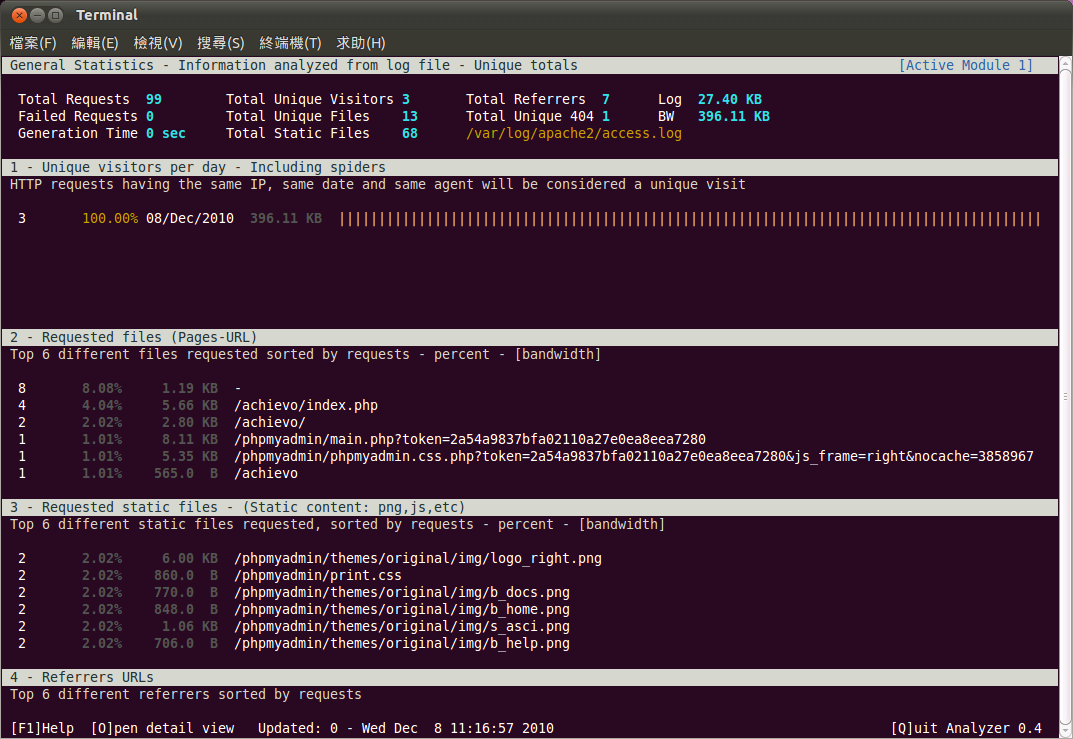 Terminal
檔案(F) 編輯(E) 檢視(V) 搜尋(S) 終端機(T) 求助(H)
General Statistics - Information analyzed from log file - Unique totals [Active Module 1]
Total Requests 99 Total Unique Visitors 3 Total Referrers 7 Log 27.40 KB
Failed Requests 0 Total Unique Files 13 Total Unique 404 1 BW 396.11 KB
Generation Time 0 sec Total Static Files 68 /var/log/apache2/access.log
1 - Unique visitors per day - Including spiders
HTTP requests having the same IP, same date and same agent will be considered a unique visit
3 100.00% 08/Dec/2010 396.11 KB ||||||||||||||||||||||||||||||||||||||||||||||||||||||||||||||||||||||||||||||||||||||||
2 - Requested files (Pages-URL)
Top 6 different files requested sorted by requests - percent - [bandwidth]
8 8.08% 1.19 KB -
4 4.04% 5.66 KB /achievo/index.php
2 2.02% 2.80 KB /achievo/
1 1.01% 8.11 KB /phpmyadmin/main.php?token=2a54a9837bfa02110a27e0ea8eea7280
1 1.01% 5.35 KB /phpmyadmin/phpmyadmin.css.php?token=2a54a9837bfa02110a27e0ea8eea7280&js_frame=right&nocache=3858967
1 1.01% 565.0 B /achievo
3 - Requested static files - (Static content: png,js,etc)
Top 6 different static files requested, sorted by requests - percent - [bandwidth]
2 2.02% 6.00 KB /phpmyadmin/themes/original/img/logo_right.png
2 2.02% 860.0 B /phpmyadmin/print.css
2 2.02% 770.0 B /phpmyadmin/themes/original/img/b_docs.png
2 2.02% 848.0 B /phpmyadmin/themes/original/img/b_home.png
2 2.02% 1.06 KB /phpmyadmin/themes/original/img/s_asci.png
2 2.02% 706.0 B /phpmyadmin/themes/original/img/b_help.png
4 - Referrers URLs
Top 6 different referrers sorted by requests
[F1]Help [O]pen detail view Updated: 0 - Wed Dec 8 11:16:57 2010 [Q]uit Analyzer 0.4